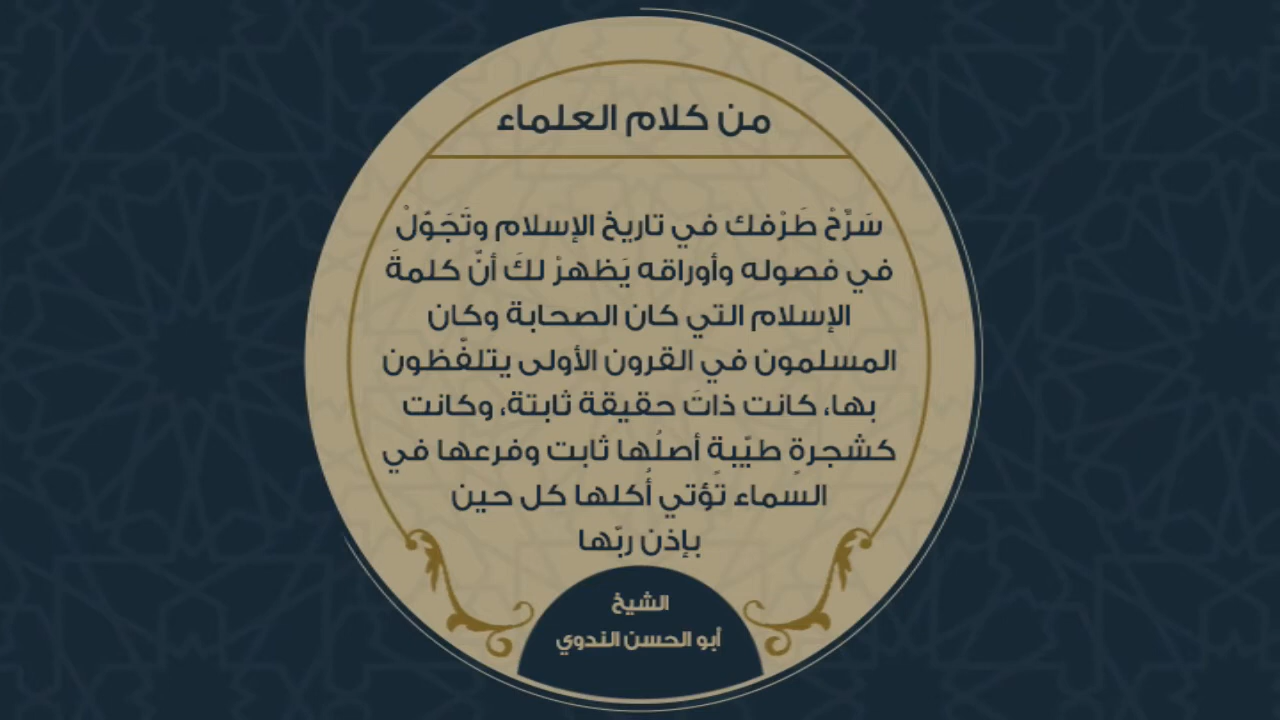 من كلام العلماء
سَرِّحْ طَرْفك في تاريخ الإسلام وتَجَوّلْ
في فصوله وأوراقه يَظهرْ لكَ أنّ كلمةَ
الإسلام التي كان الصحابة وكان
المسلمون في القرون الأولى يتلفّظون
بها، كانت ذاتَ حقيقة ثابتة، وكانت
كشجرةٍ طيّبةٍ أصلُها ثابت وفرعها في
السماء تُؤتي أُكلها كل حين
بإذن ربّها
الشيخ
أبو الحسن الندوي